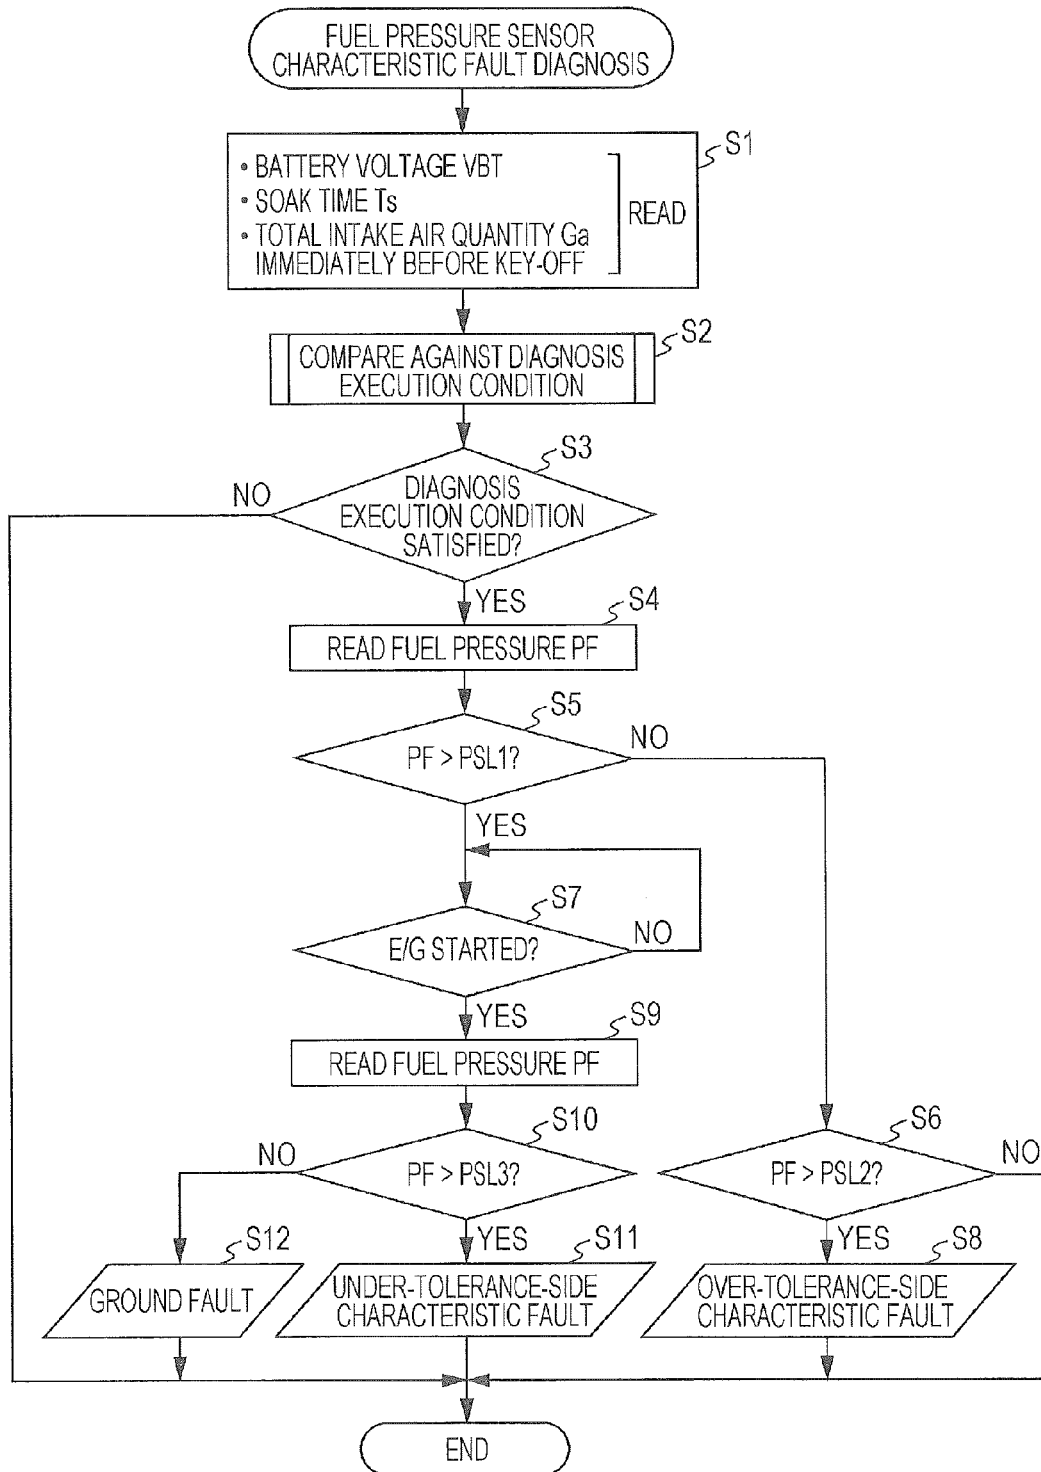 FUEL PRESSURE SENSOR
CHARACTERISTIC FAULT DIAGNOSIS
S1
• BATTERY VOLTAGE VBT
• SOAK TIME Ts
• TOTAL INTAKE AIR QUANTITY Ga
IMMEDIATELY BEFORE KEY-OFF
READ
S2
COMPARE AGAINST DIAGNOSIS
EXECUTION CONDITION
S3
NO
DIAGNOSIS
EXECUTION CONDITION
SATISFIED?
YES
S4
READ FUEL PRESSURE PF
S5
PF > PSL1?
NO
YES
S7
E/G STARTED?
NO
YES
S9
READ FUEL PRESSURE PF
S10
NO
PF > PSL3?
YES
S6
PF > PSL2?
NO
YES
S12
GROUND FAULT
S11
UNDER-TOLERANCE-SIDE
CHARACTERISTIC FAULT
S8
OVER-TOLERANCE-SIDE
CHARACTERISTIC FAULT
END